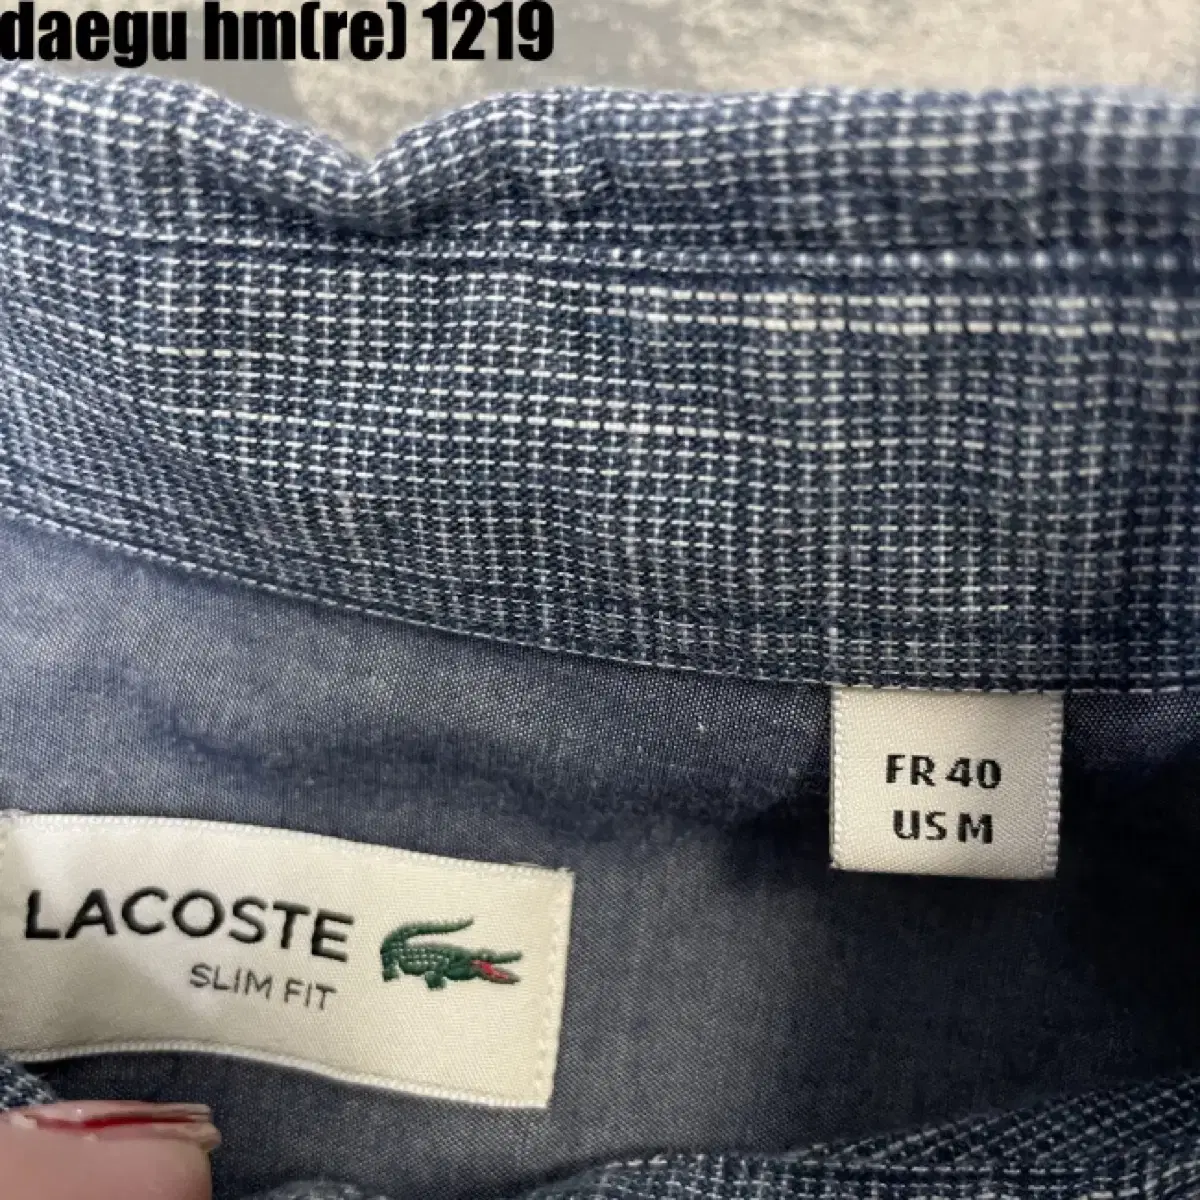 daegu hm(re) 1219
FR 40
US M
LACOSTE
SLIM FIT